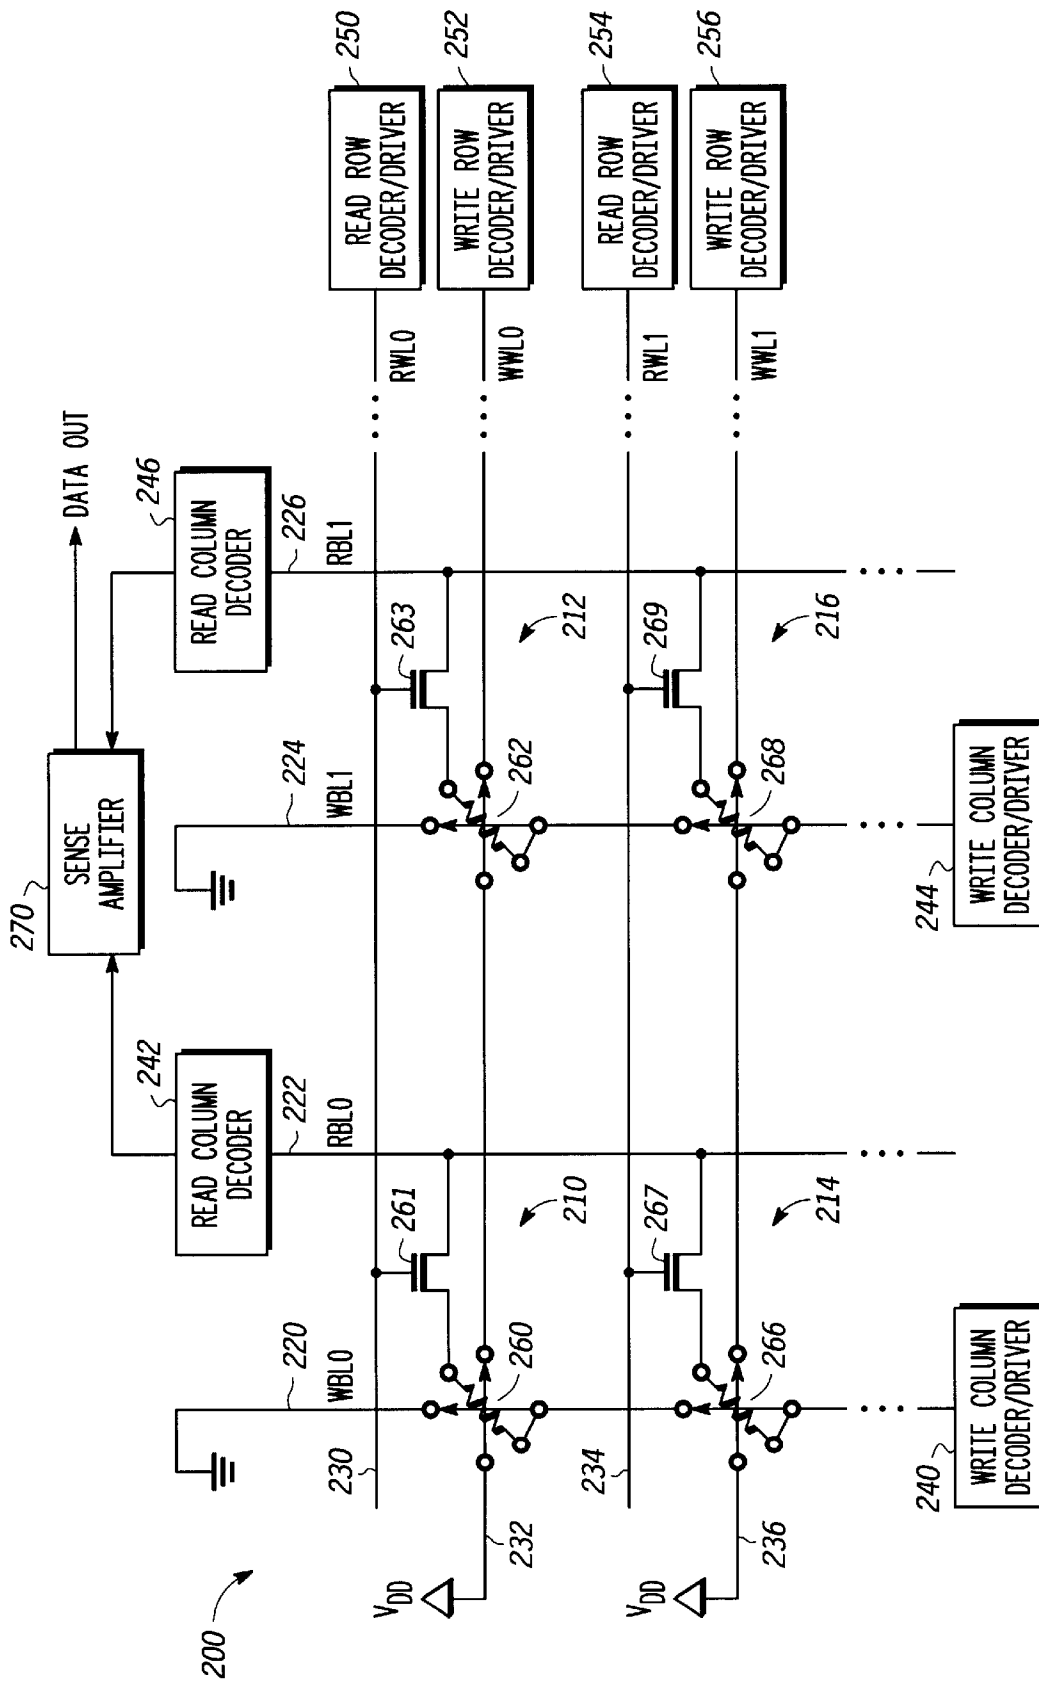 200
270
SENSE
AMPLIFIER
DATA OUT
242
READ COLUMN
DECODER
246
READ COLUMN
DECODER
220
WBL0
222
RBL0
224
WBL1
226
RBL1
230
261
263
RWL0
READ ROW
DECODER/DRIVER
250
VDD
232
260
210
262
212
WWL0
WRITE ROW
DECODER/DRIVER
252
234
267
269
RWL1
READ ROW
DECODER/DRIVER
254
VDD
236
266
214
268
216
WWL1
WRITE ROW
DECODER/DRIVER
256
240
WRITE COLUMN
DECODER/DRIVER
244
WRITE COLUMN
DECODER/DRIVER